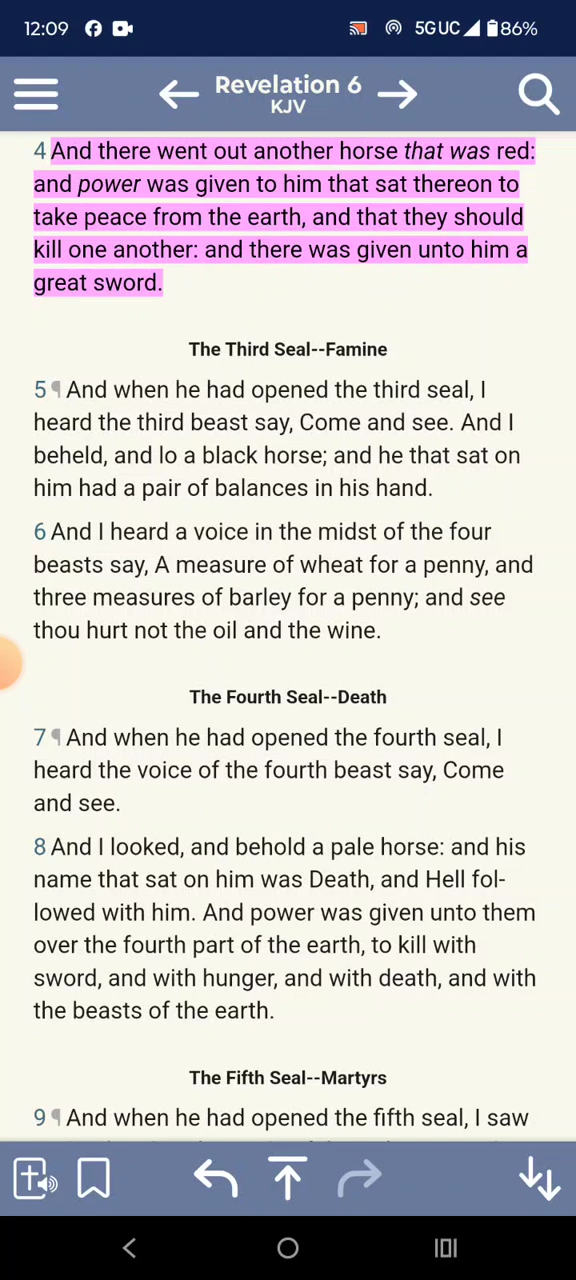 12:09 5G UC 86%
Revelation 6
KJV
4 And there went out another horse that was red:
and power was given to him that sat thereon to
take peace from the earth, and that they should
kill one another: and there was given unto him a
great sword.
The Third Seal--Famine
5 ¶ And when he had opened the third seal, I
heard the third beast say, Come and see. And I
beheld, and lo a black horse; and he that sat on
him had a pair of balances in his hand.
6 And I heard a voice in the midst of the four
beasts say, A measure of wheat for a penny, and
three measures of barley for a penny; and see
thou hurt not the oil and the wine.
The Fourth Seal--Death
7 ¶ And when he had opened the fourth seal, I
heard the voice of the fourth beast say, Come
and see.
8 And I looked, and behold a pale horse: and his
name that sat on him was Death, and Hell fol-
lowed with him. And power was given unto them
over the fourth part of the earth, to kill with
sword, and with hunger, and with death, and with
the beasts of the earth.
The Fifth Seal--Martyrs
9 ¶ And when he had opened the fifth seal, I saw